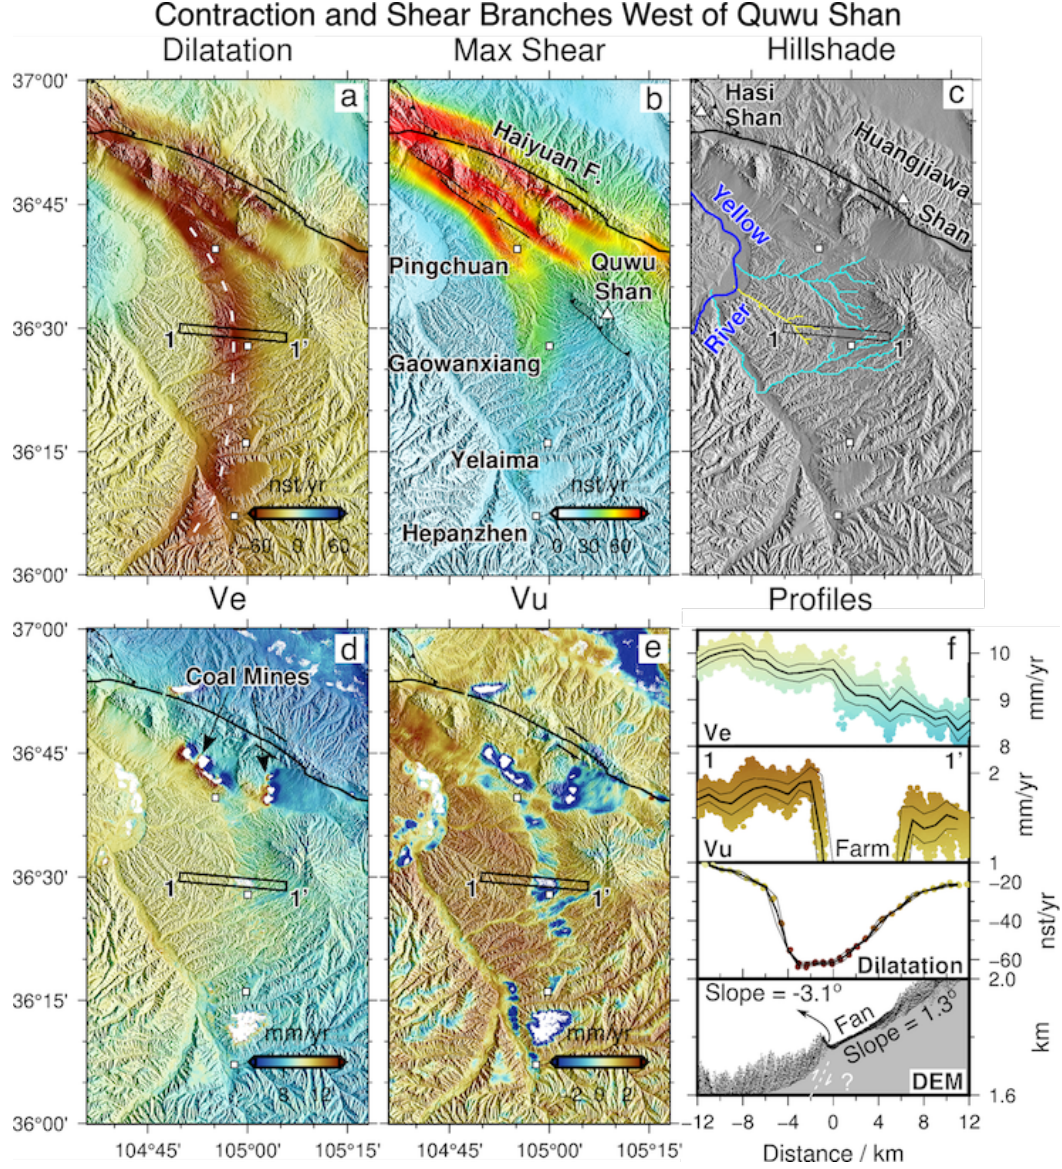 Contraction and Shear Branches West of Quwu Shan
Dilatation
Max Shear
Hillshade
37°00'
36°45'
36°30'
36°15'
36°00'
a
1
1'
nst/yr
-60 0 60
b
Haiyuan F.
Pingchuan
Quwu
Shan
Gaowanxiang
Yelaima
nst/yr
Hepanzhen
0 30 60
c
Hasi
Shan
Huangjiawa
Shan
Yellow
River
1
1'
Ve
Vu
Profiles
37°00'
36°45'
36°30'
36°15'
36°00'
d
Coal Mines
1
1'
mm/yr
8 12
104°45'
105°00'
105°15'
e
1
1'
mm/yr
-2 0 2
104°45'
105°00'
105°15'
f
Ve
10
9
8
mm/yr
1
1'
Vu
Farm
2
1
mm/yr
Dilatation
-20
-40
-60
nst/yr
Slope = -3.1°
Fan
Slope = 1.3°
?
DEM
2.0
1.6
km
-12 -8 -4 0 4 8 12
Distance / km